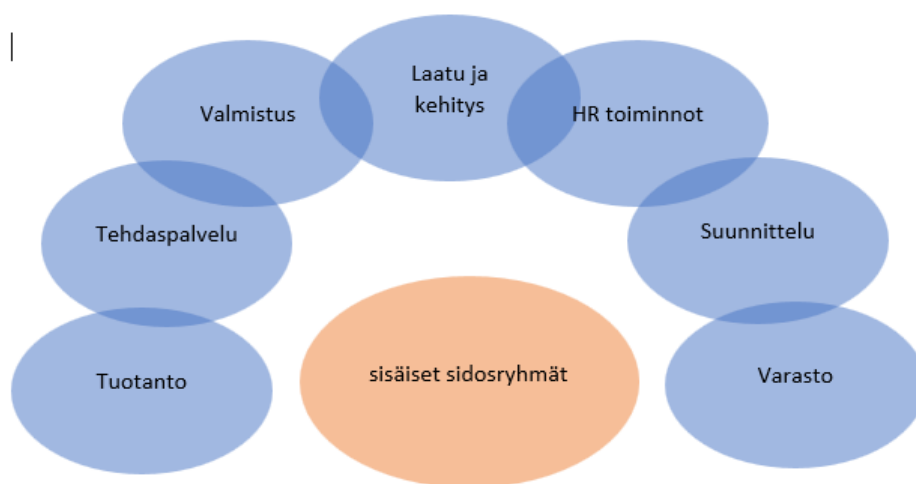 Laatu ja
kehitys
Valmistus
HR toiminnot
Tehdaspalvelu
Suunnittelu
sisäiset sidosryhmät
Tuotanto
Varasto